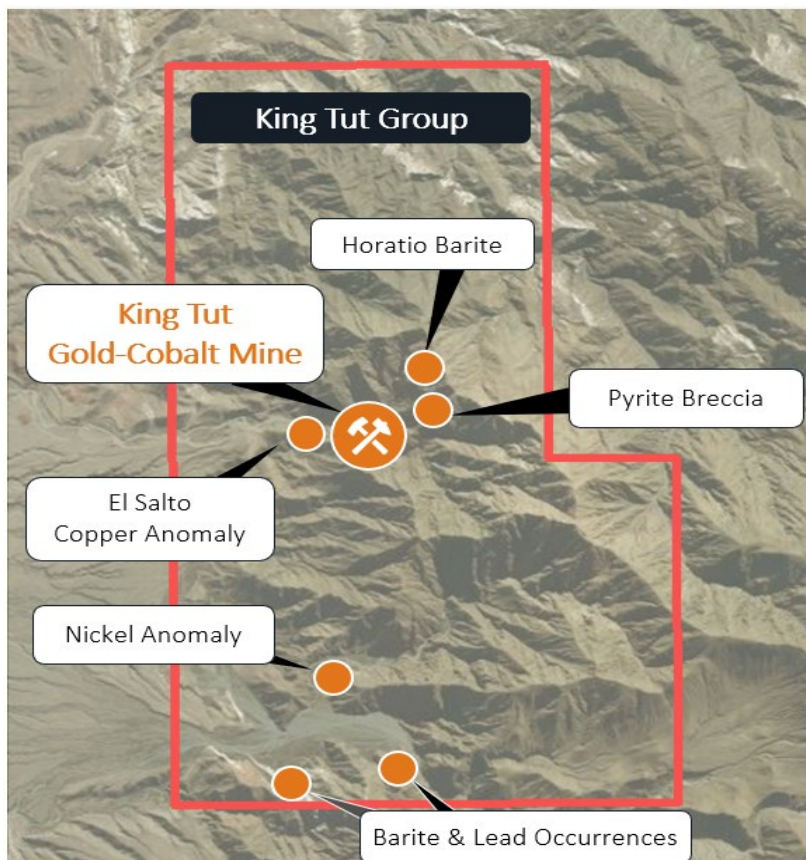 King Tut Group
Horatio Barite
King Tut
Gold-Cobalt Mine
Pyrite Breccia
El Salto
Copper Anomaly
Nickel Anomaly
Barite & Lead Occurrences